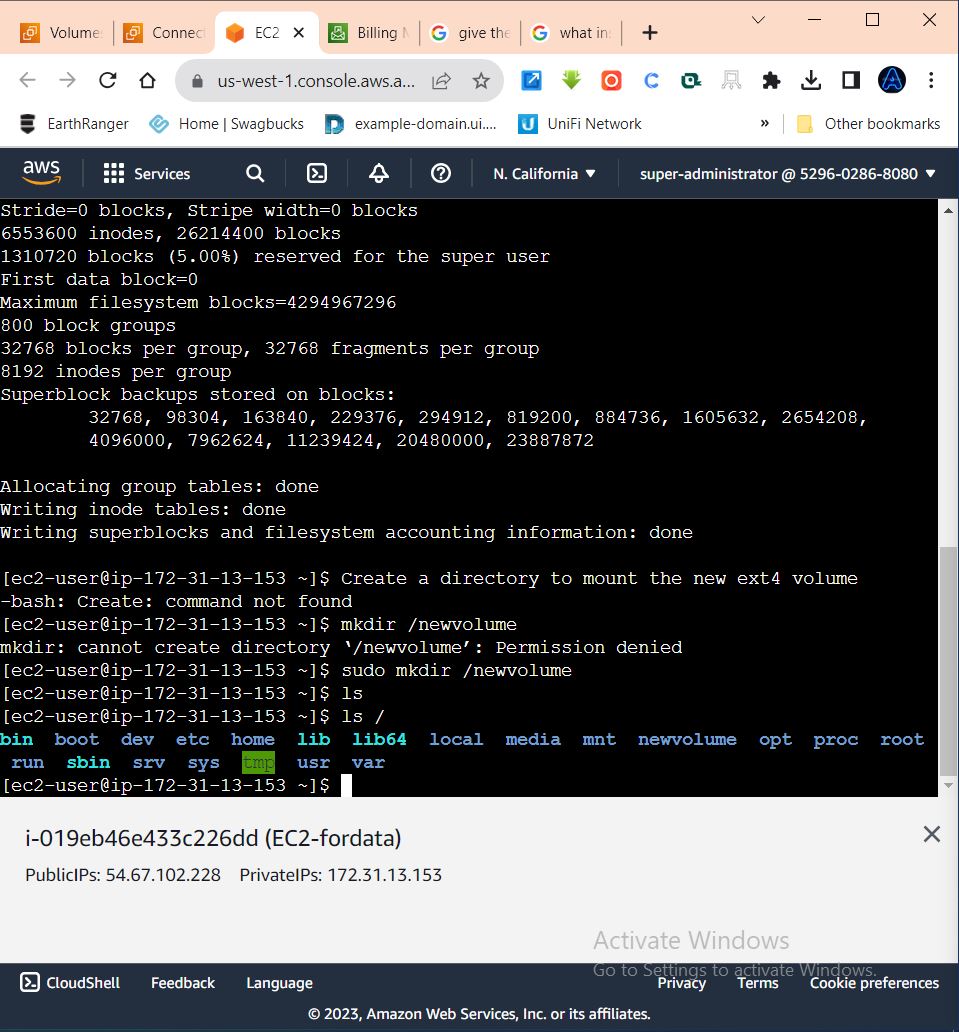 Volume
Connec
EC2
Billing
give the
what in
us-west-1.console.aws.a...
EarthRanger
Home | Swagbucks
example-domain.ui....
UniFi Network
»
Other bookmarks
aws
Services
N. California ▼
super-administrator @ 5296-0286-8080 ▼
Stride=0 blocks, Stripe width=0 blocks
6553600 inodes, 26214400 blocks
1310720 blocks (5.00%) reserved for the super user
First data block=0
Maximum filesystem blocks=4294967296
800 block groups
32768 blocks per group, 32768 fragments per group
8192 inodes per group
Superblock backups stored on blocks:
32768, 98304, 163840, 229376, 294912, 819200, 884736, 1605632, 2654208,
4096000, 7962624, 11239424, 20480000, 23887872
Allocating group tables: done
Writing inode tables: done
Writing superblocks and filesystem accounting information: done
[ec2-user@ip-172-31-13-153 ~]$ Create a directory to mount the new ext4 volume
-bash: Create: command not found
[ec2-user@ip-172-31-13-153 ~]$ mkdir /newvolume
mkdir: cannot create directory ‘/newvolume’: Permission denied
[ec2-user@ip-172-31-13-153 ~]$ sudo mkdir /newvolume
[ec2-user@ip-172-31-13-153 ~]$ ls
[ec2-user@ip-172-31-13-153 ~]$ ls /
bin boot dev etc home lib lib64 local media mnt newvolume opt proc root
run sbin srv sys tmp usr var
[ec2-user@ip-172-31-13-153 ~]$
i-019eb46e433c226dd (EC2-fordata)
PublicIPs: 54.67.102.228 PrivateIPs: 172.31.13.153
Activate Windows
Go to Settings to activate Windows.
CloudShell Feedback Language Privacy Terms Cookie preferences
© 2023, Amazon Web Services, Inc. or its affiliates.